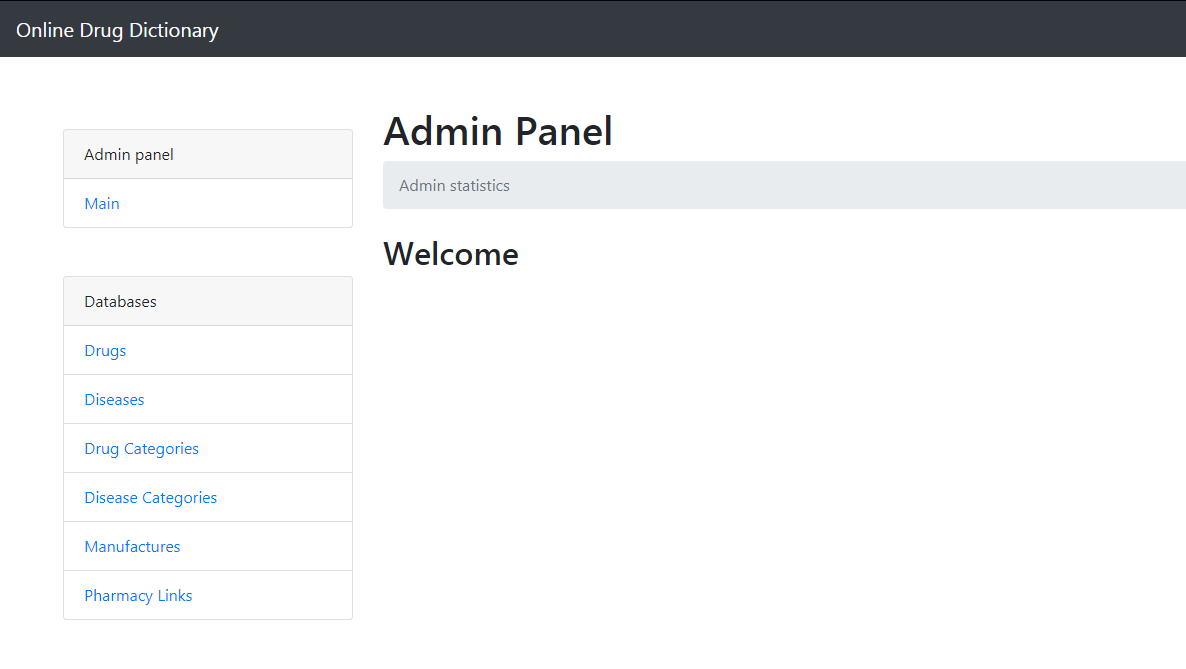 Online Drug Dictionary
Admin panel
Main
Databases
Drugs
Diseases
Drug Categories
Disease Categories
Manufactures
Pharmacy Links
Admin Panel
Admin statistics
Welcome